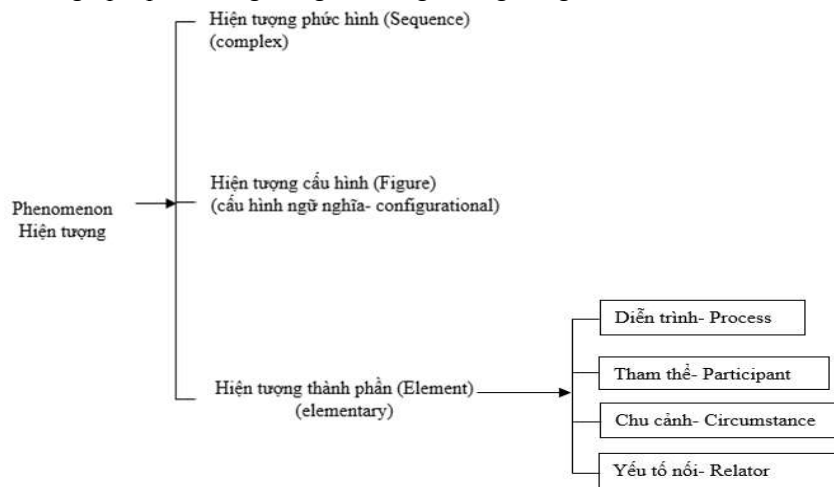 Hiện tượng phức hình (Sequence)
(complex)
Hiện tượng cấu hình (Figure)
(cấu hình ngữ nghĩa- configurational)
Phenomenon
Hiện tượng
Hiện tượng thành phần (Element)
(elementary)
Diễn trình- Process
Tham thể- Participant
Chu cảnh- Circumstance
Yếu tố nối- Relator